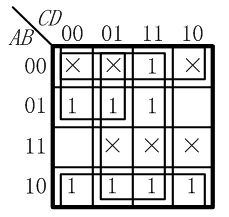 CD
AB 00 01 11 10
00 × × 1 ×
01 1 1 1
11 × × ×
10 1 1 1 1